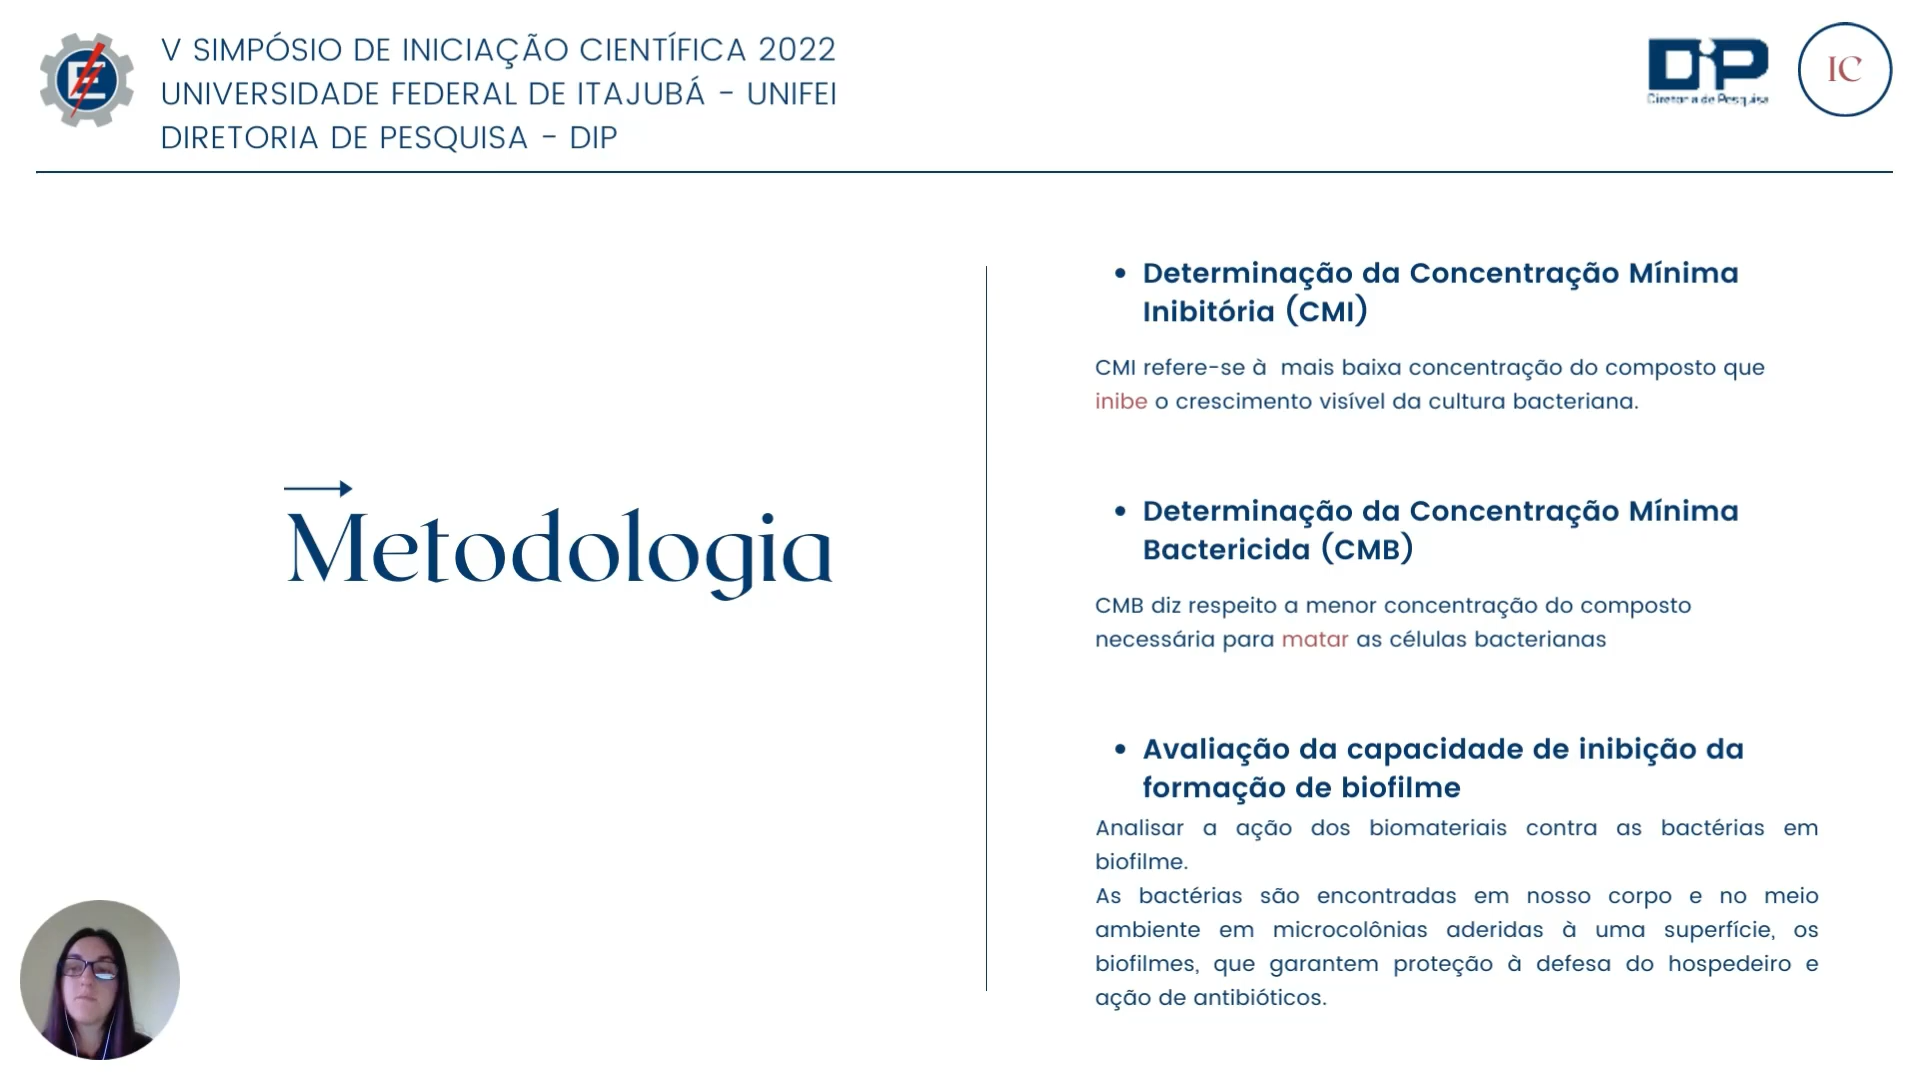 V SIMPÓSIO DE INICIAÇÃO CIENTÍFICA 2022
UNIVERSIDADE FEDERAL DE ITAJUBÁ - UNIFEI
DIRETORIA DE PESQUISA - DIP
DIP
Diretoria de Pesquisa
IC
Metodologia
• Determinação da Concentração Mínima
Inibitória (CMI)
CMI refere-se à  mais baixa concentração do composto que
inibe o crescimento visível da cultura bacteriana.
• Determinação da Concentração Mínima
Bactericida (CMB)
CMB diz respeito a menor concentração do composto
necessária para matar as células bacterianas
• Avaliação da capacidade de inibição da
formação de biofilme
Analisar a ação dos biomateriais contra as bactérias em
biofilme.
As bactérias são encontradas em nosso corpo e no meio
ambiente em microcolônias aderidas à uma superfície, os
biofilmes, que garantem proteção à defesa do hospedeiro e
ação de antibióticos.